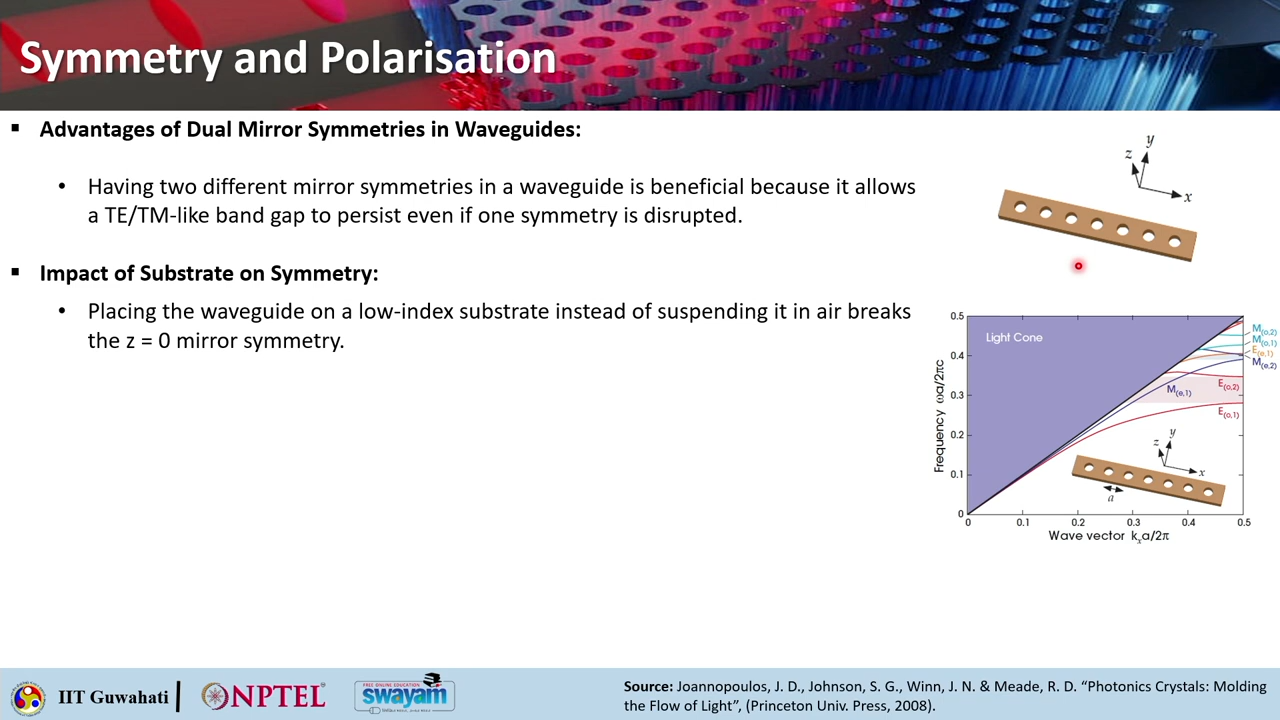 Symmetry and Polarisation
▪ Advantages of Dual Mirror Symmetries in Waveguides:
• Having two different mirror symmetries in a waveguide is beneficial because it allows
a TE/TM-like band gap to persist even if one symmetry is disrupted.
▪ Impact of Substrate on Symmetry:
• Placing the waveguide on a low-index substrate instead of suspending it in air breaks
the z = 0 mirror symmetry.
y
z
x
0.5
0.4
0.3
0.2
0.1
0
Frequency ωa/2πc
Light Cone
M(o,2)
M(o,1)
E(e,1)
M(e,2)
M(e,1)
E(o,2)
E(o,1)
y
z
x
a
0 0.1 0.2 0.3 0.4 0.5
Wave vector kxa/2π
IIT Guwahati
NPTEL
FREE ONLINE EDUCATION
swayam
Source: Joannopoulos, J. D., Johnson, S. G., Winn, J. N. & Meade, R. D. “Photonics Crystals: Molding
the Flow of Light”, (Princeton Univ. Press, 2008).